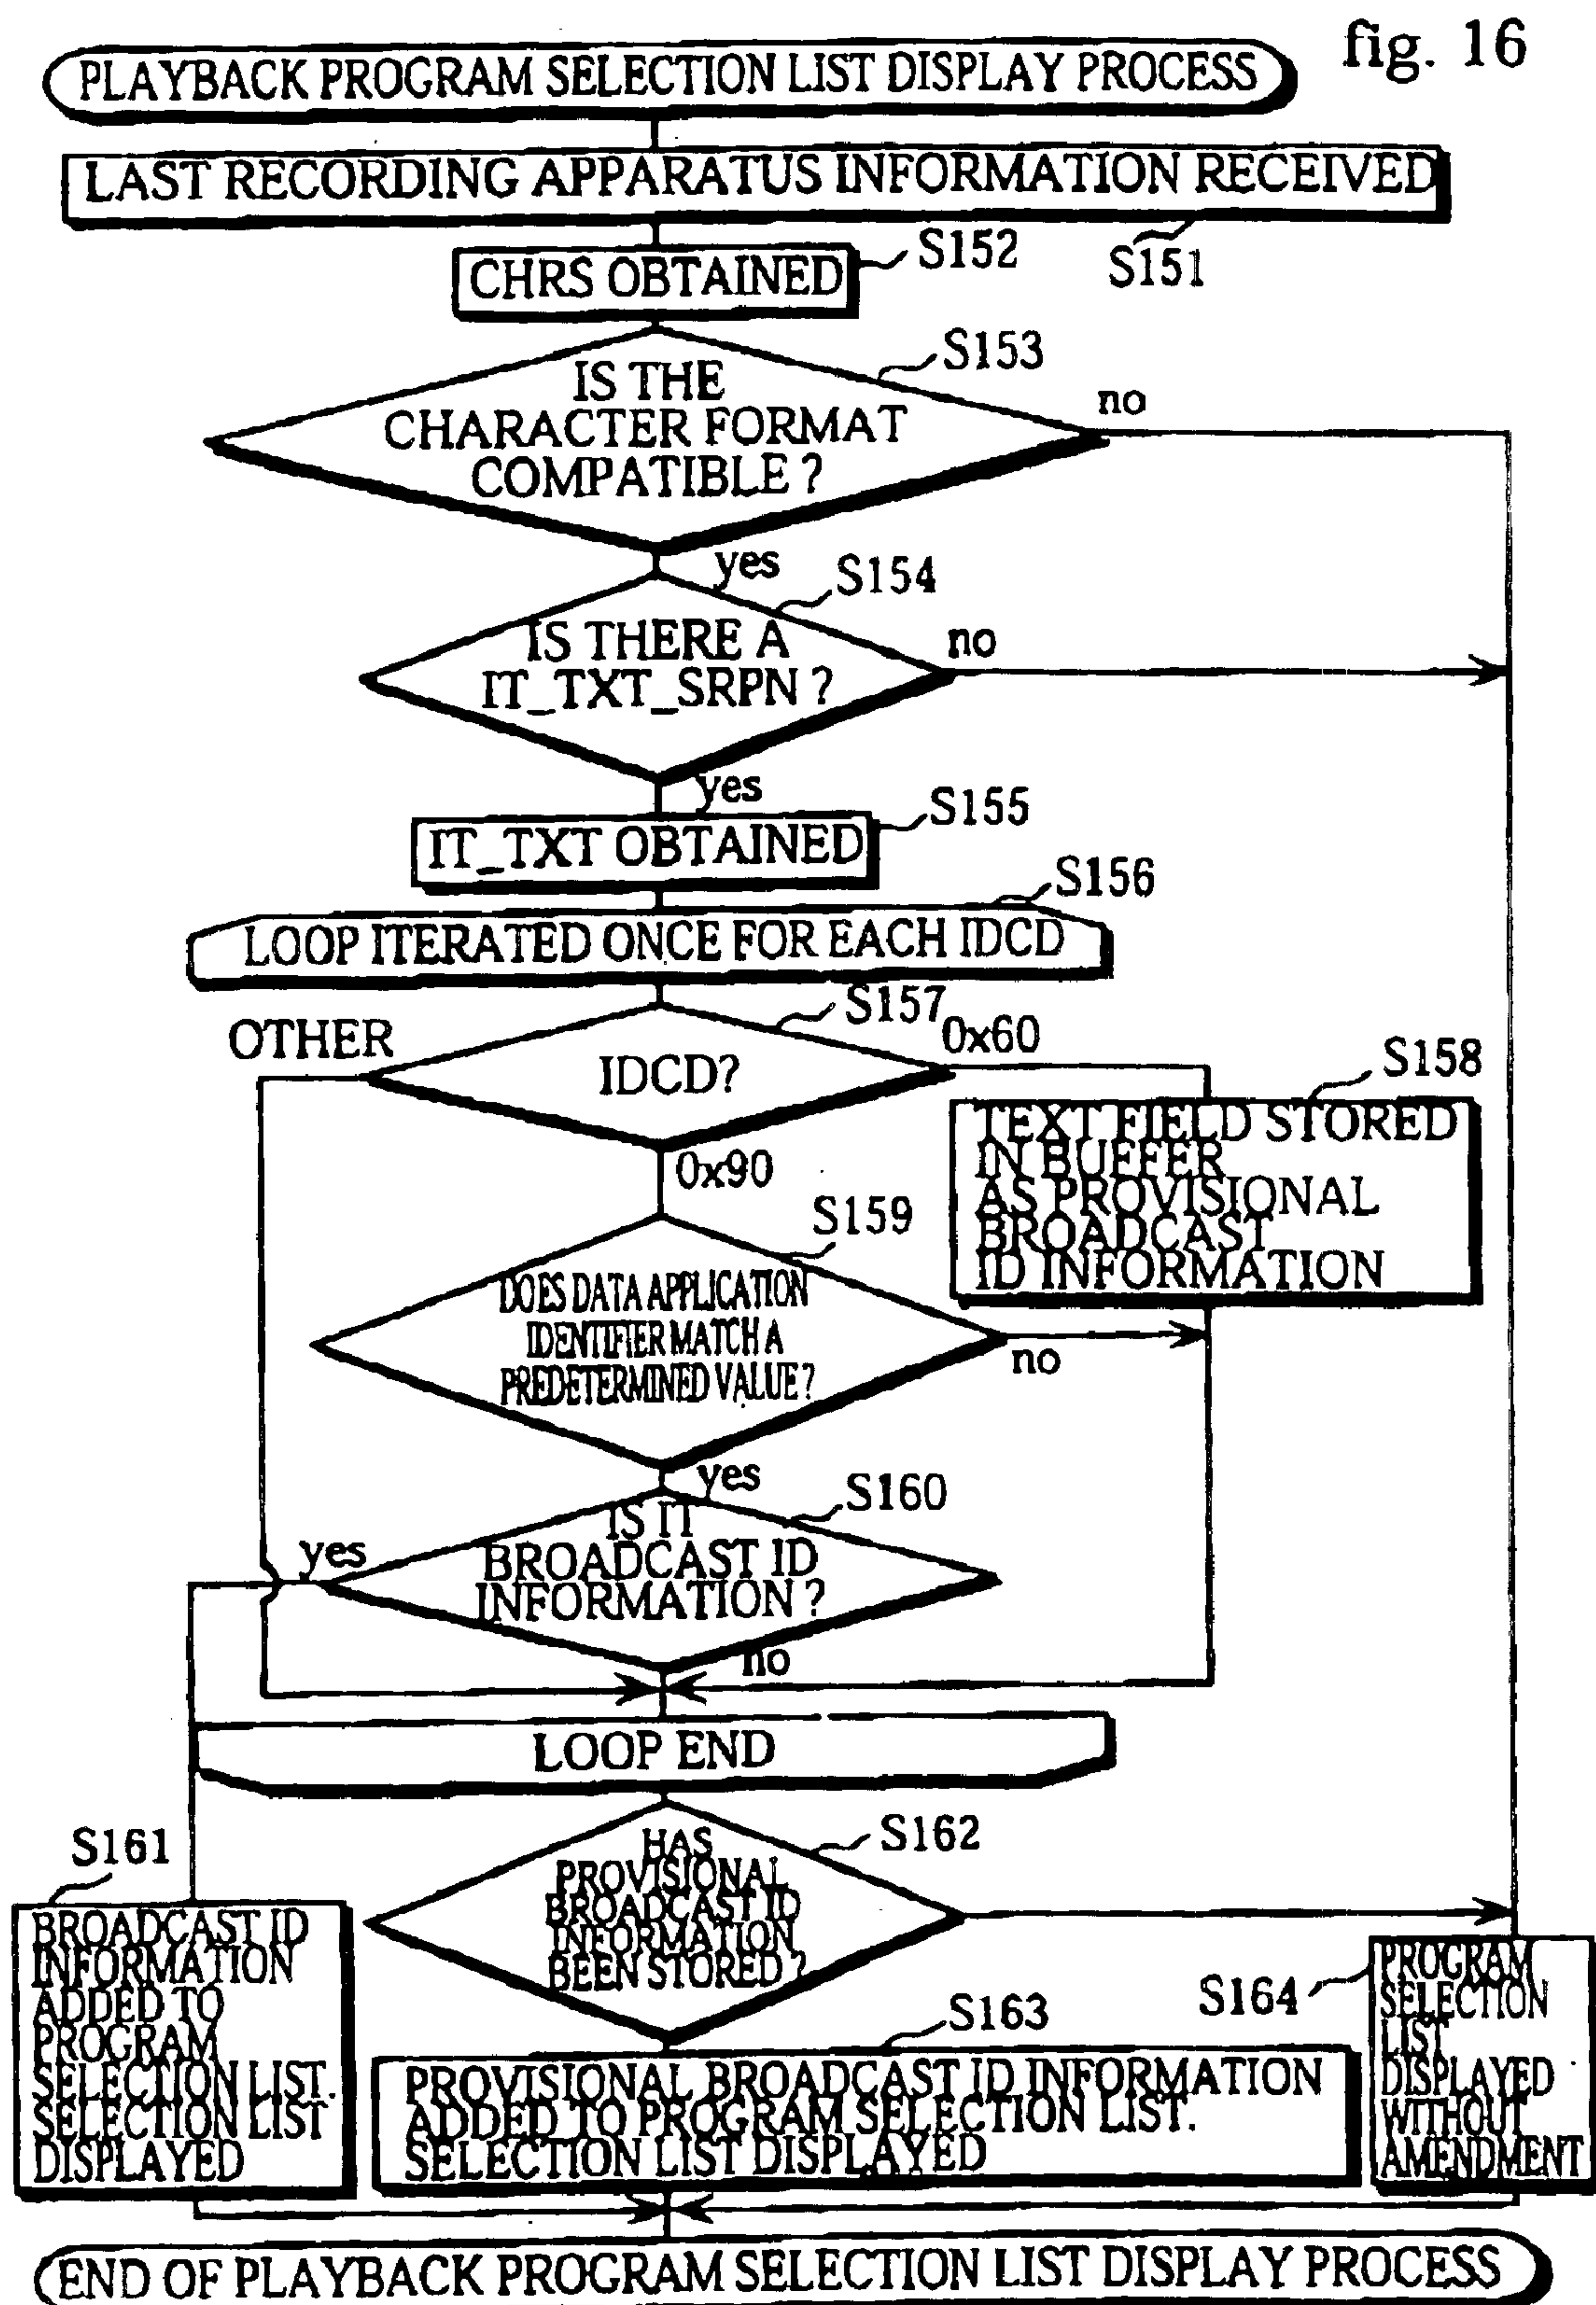 fig. 16
PLAYBACK PROGRAM SELECTION LIST DISPLAY PROCESS
LAST RECORDING APPARATUS INFORMATION RECEIVED
S151
CHRS OBTAINED
S152
IS THE
CHARACTER FORMAT
COMPATIBLE ?
S153
no
yes
IS THERE A
IT_TXT_SRPN ?
S154
no
yes
IT_TXT OBTAINED
S155
LOOP ITERATED ONCE FOR EACH IDCD
S156
IDCD?
S157
OTHER
0x60
0x90
TEXT FIELD STORED
IN BUFFER
AS PROVISIONAL
BROADCAST
ID INFORMATION
S158
DOES DATA APPLICATION
IDENTIFIER MATCH A
PREDETERMINED VALUE?
S159
no
yes
IS IT
BROADCAST ID
INFORMATION ?
S160
yes
no
LOOP END
S161
BROADCAST ID
INFORMATION
ADDED TO
PROGRAM
SELECTION LIST.
SELECTION LIST
DISPLAYED
HAS
PROVISIONAL
BROADCAST ID
INFORMATION
BEEN STORED ?
S162
S163
PROVISIONAL BROADCAST ID INFORMATION
ADDED TO PROGRAM SELECTION LIST.
SELECTION LIST DISPLAYED
S164
PROGRAM
SELECTION
LIST
DISPLAYED
WITHOUT
AMENDMENT
END OF PLAYBACK PROGRAM SELECTION LIST DISPLAY PROCESS